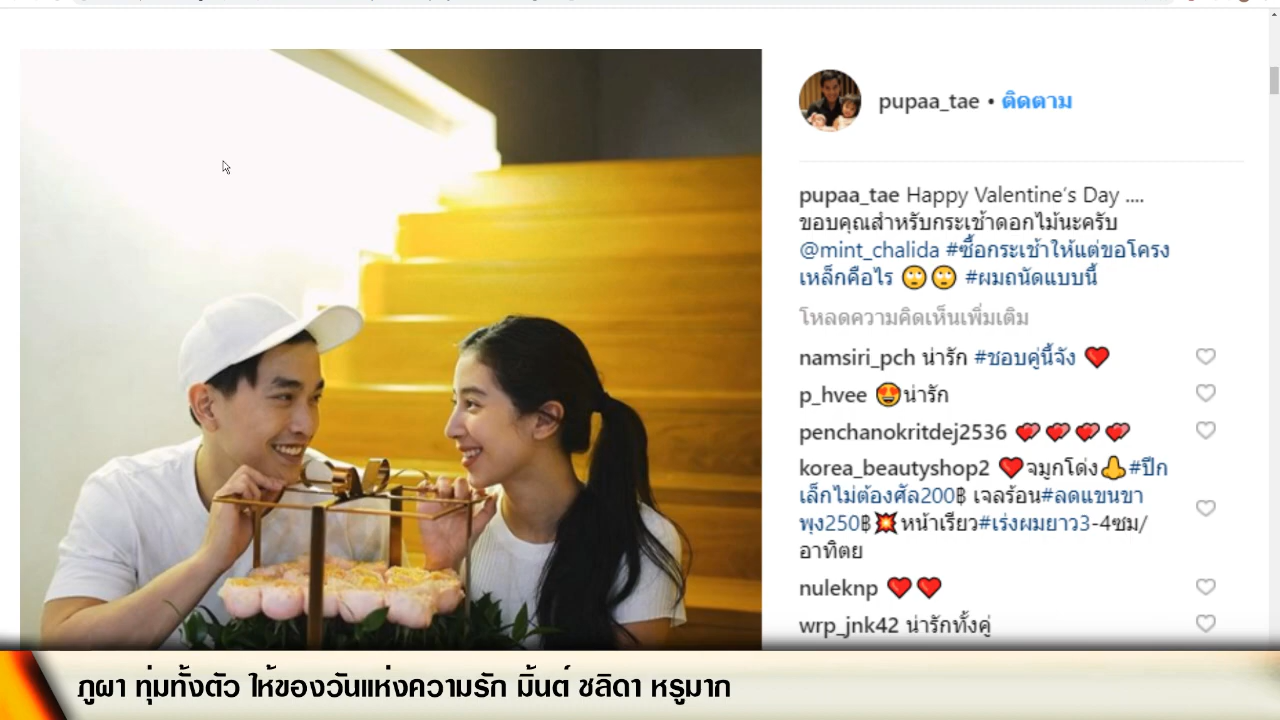 pupaa_tae • ติดตาม
pupaa_tae Happy Valentine's Day ....
ขอบคุณสำหรับกระเช้าดอกไม้นะครับ
@mint_chalida #ซื้อกระเช้าให้แต่ขอโครง
เหล็กคือไร 🙄🙄 #ผมถนัดแบบนี้
โหลดความคิดเห็นเพิ่มเติม
namsiri_pch น่ารัก #ชอบคู่นี้จัง ❤️
p_hvee 😍น่ารัก
penchanokritdej2536 💕💕💕💕
korea_beautyshop2 ❤️จมูกโด่ง👃#ปีก
เล็กไม่ต้องศัล200฿ เจลร้อน#ลดแขนขา
พุง250฿💥หน้าเรียว#เร่งผมยาว3-4ซม/
อาทิตย
nuleknp ❤️❤️
wrp_jnk42 น่ารักทั้งคู่
ภูผา ทุ่มทั้งตัว ให้ของวันแห่งความรัก มิ้นต์ ชลิดา หรูมาก